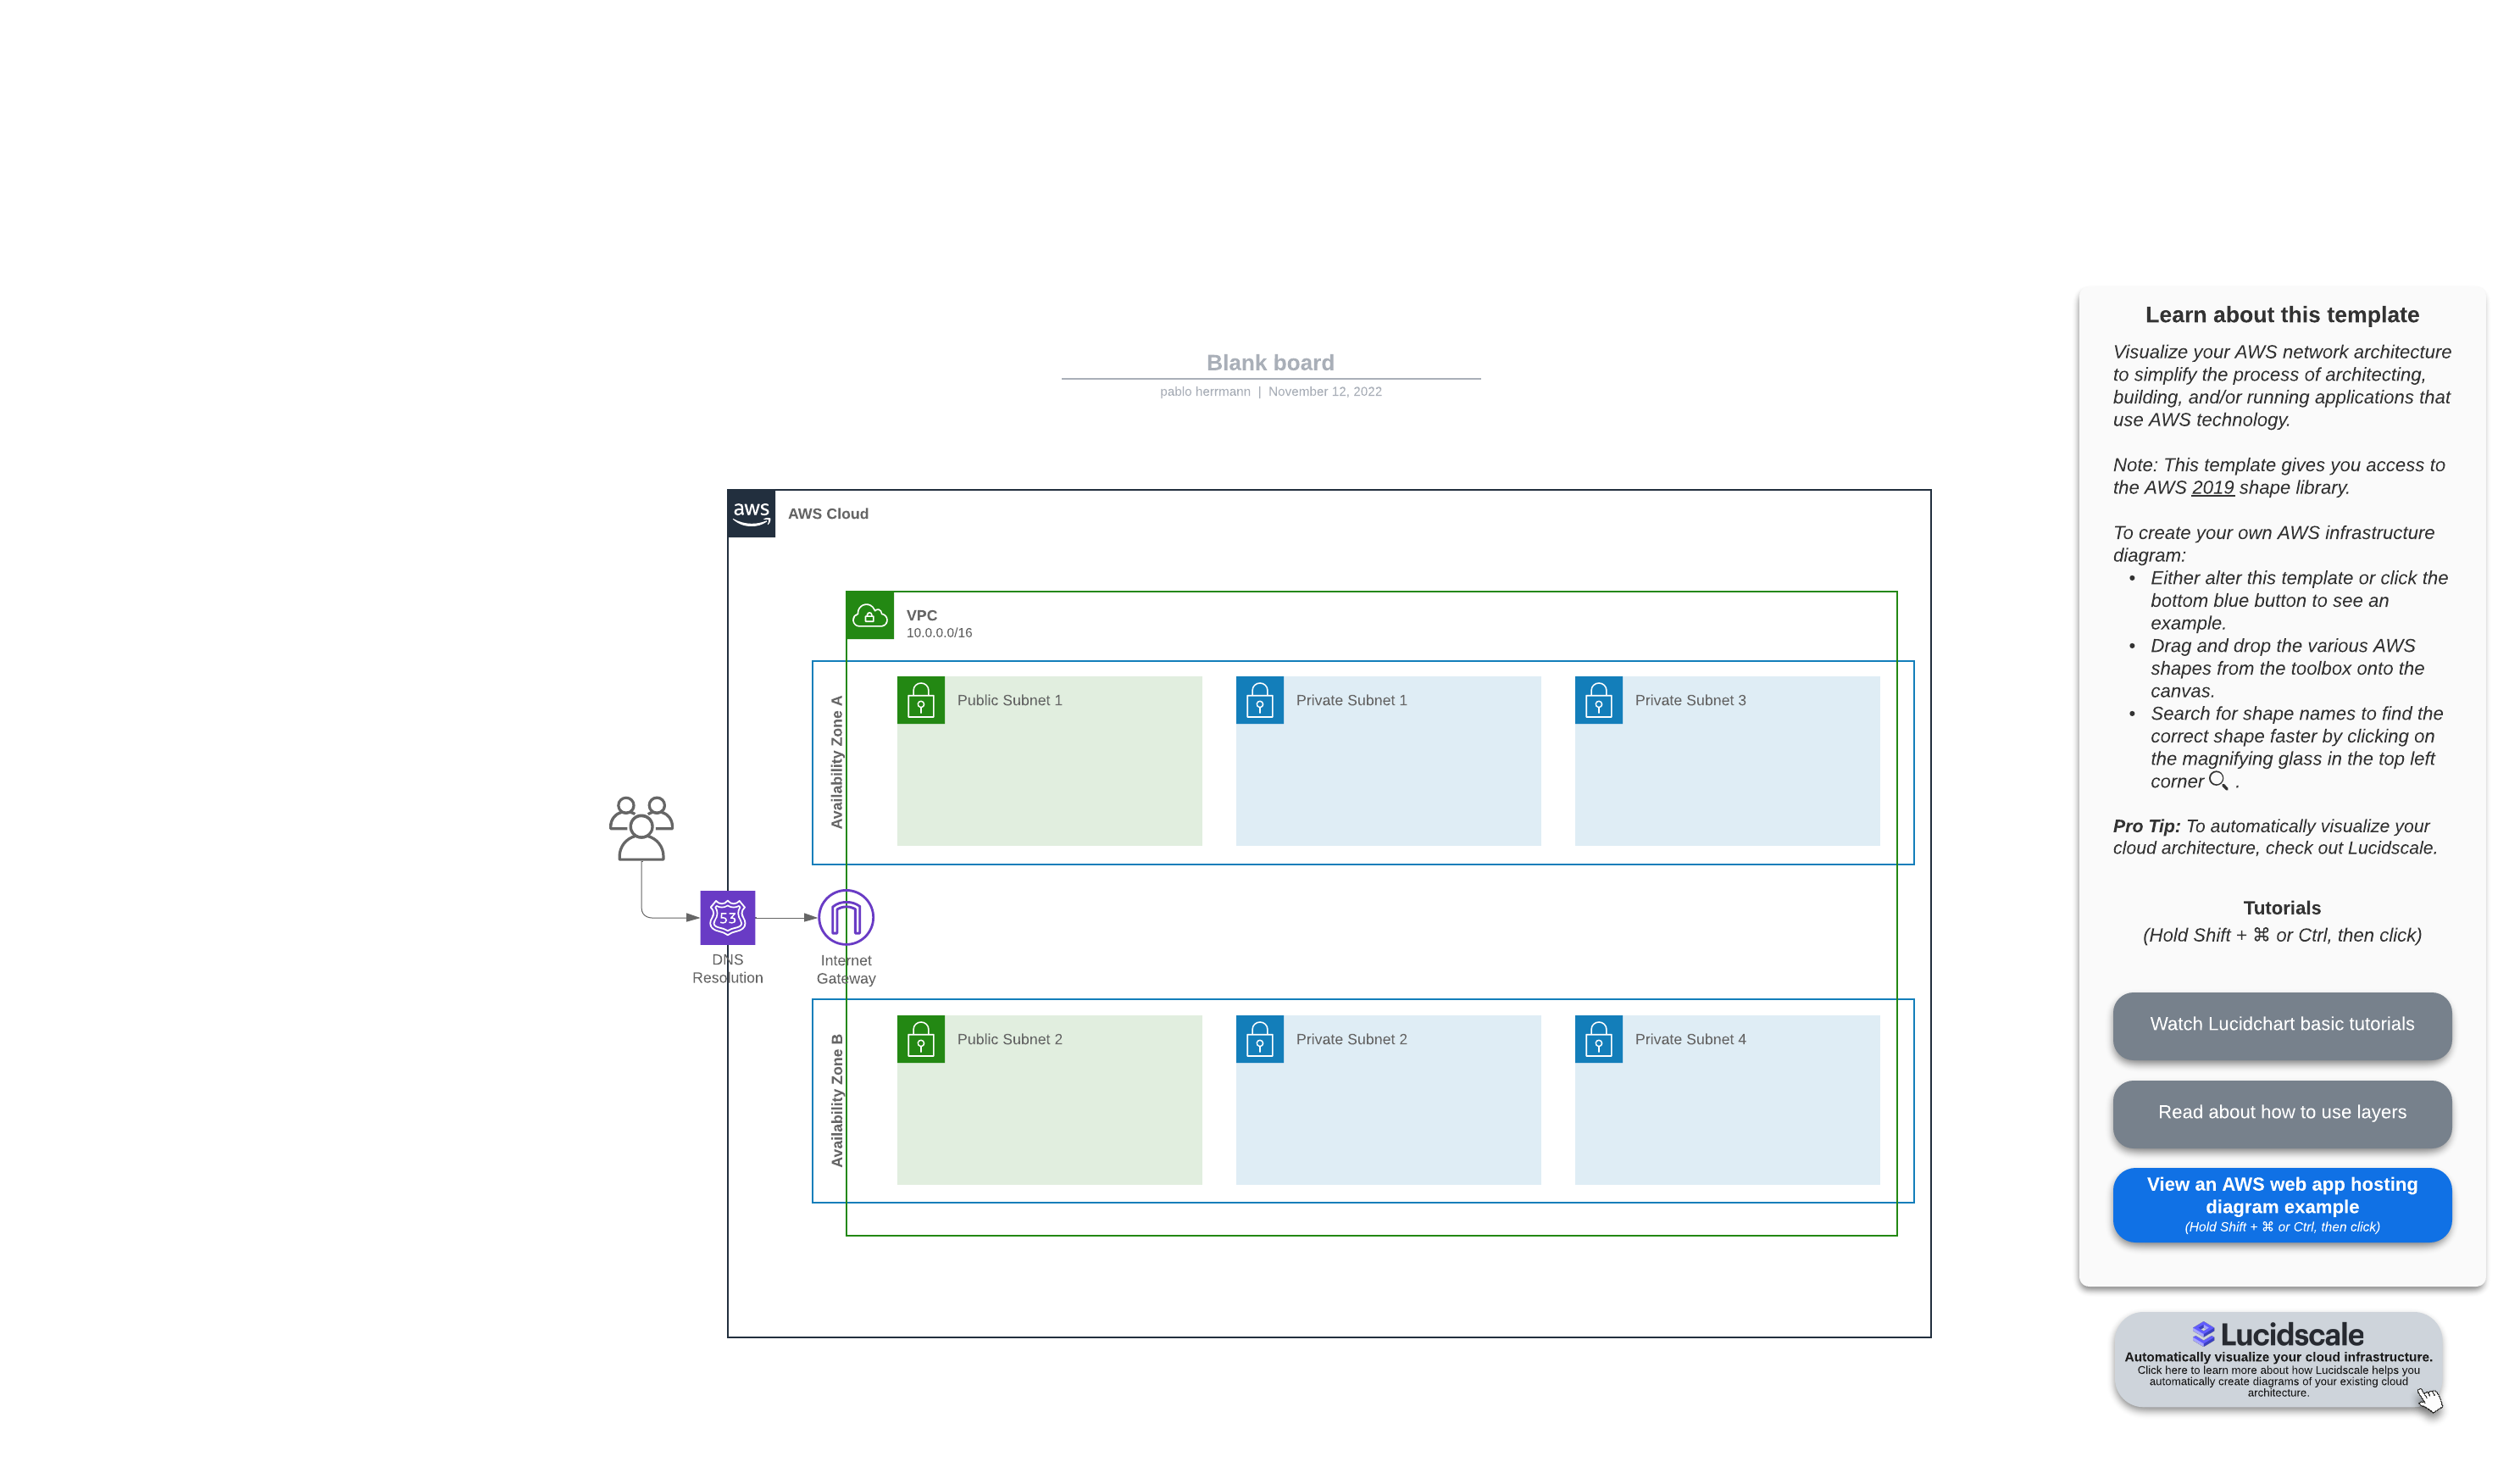 Blank board
pablo herrmann | November 12, 2022
aws
AWS Cloud
VPC
10.0.0.0/16
Availability Zone A
Public Subnet 1
Private Subnet 1
Private Subnet 3
53
DNS
Resolution
Internet
Gateway
Availability Zone B
Public Subnet 2
Private Subnet 2
Private Subnet 4
Learn about this template
Visualize your AWS network architecture
to simplify the process of architecting,
building, and/or running applications that
use AWS technology.
Note: This template gives you access to
the AWS 2019 shape library.
To create your own AWS infrastructure
diagram:
• Either alter this template or click the
bottom blue button to see an
example.
• Drag and drop the various AWS
shapes from the toolbox onto the
canvas.
• Search for shape names to find the
correct shape faster by clicking on
the magnifying glass in the top left
corner .
Pro Tip: To automatically visualize your
cloud architecture, check out Lucidscale.
Tutorials
(Hold Shift + ⌘ or Ctrl, then click)
Watch Lucidchart basic tutorials
Read about how to use layers
View an AWS web app hosting
diagram example
(Hold Shift + ⌘ or Ctrl, then click)
Lucidscale
Automatically visualize your cloud infrastructure.
Click here to learn more about how Lucidscale helps you
automatically create diagrams of your existing cloud
architecture.